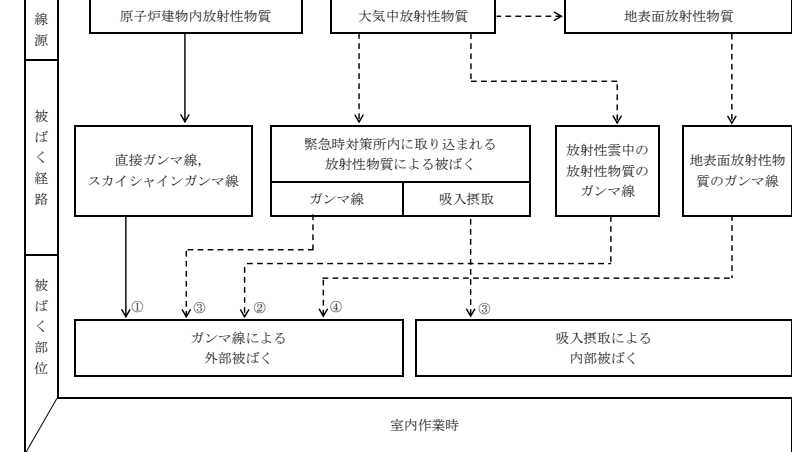 線
源
原子炉建物内放射性物質
大気中放射性物質
地表面放射性物質
被
ば
く
経
路
直接ガンマ線,
スカイシャインガンマ線
緊急時対策所内に取り込まれる
放射性物質による被ばく
ガンマ線
吸入摂取
放射性雲中の
放射性物質の
ガンマ線
地表面放射性物
質のガンマ線
被
ば
く
部
位
①
③
②
④
③
ガンマ線による
外部被ばく
吸入摂取による
内部被ばく
室内作業時